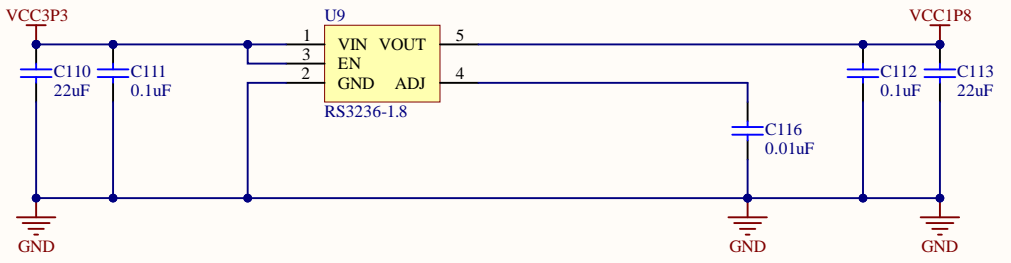 VCC3P3
U9
VCC1P8
1
VIN
VOUT
5
3
EN
2
GND
ADJ
4
RS3236-1.8
C110
22uF
C111
0.1uF
C112
0.1uF
C113
22uF
C116
0.01uF
GND
GND
GND